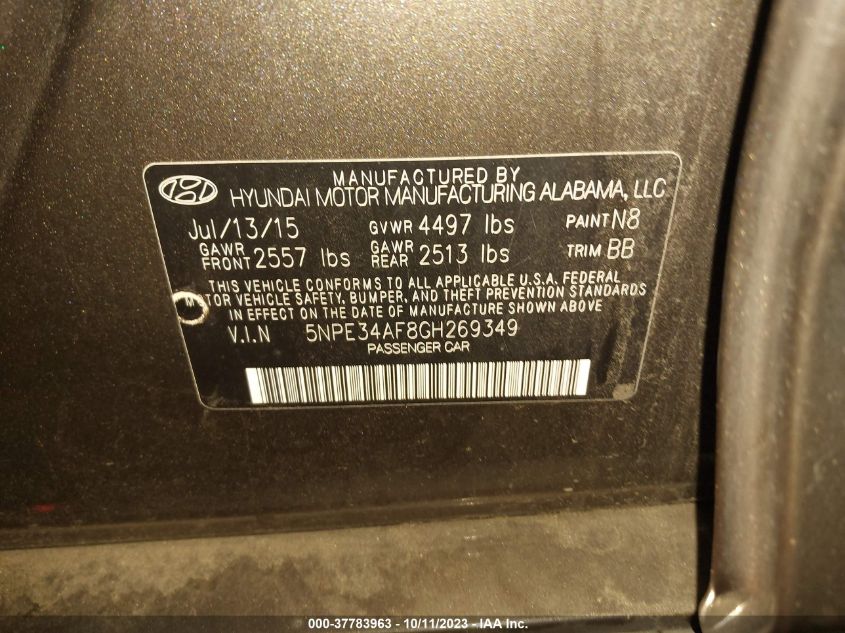 MANUFACTURED BY
HYUNDAI MOTOR MANUFACTURING ALABAMA, LLC
Jul/13/15 GVWR 4497 lbs PAINT N8
GAWR FRONT 2557 lbs GAWR REAR 2513 lbs TRIM BB
THIS VEHICLE CONFORMS TO ALL APPLICABLE U.S.A. FEDERAL
TOR VEHICLE SAFETY, BUMPER, AND THEFT PREVENTION STANDARDS
IN EFFECT ON THE DATE OF MANUFACTURE SHOWN ABOVE
V.I.N 5NPE34AF8GH269349
PASSENGER CAR
000-37783963 - 10/11/2023 - IAA Inc.